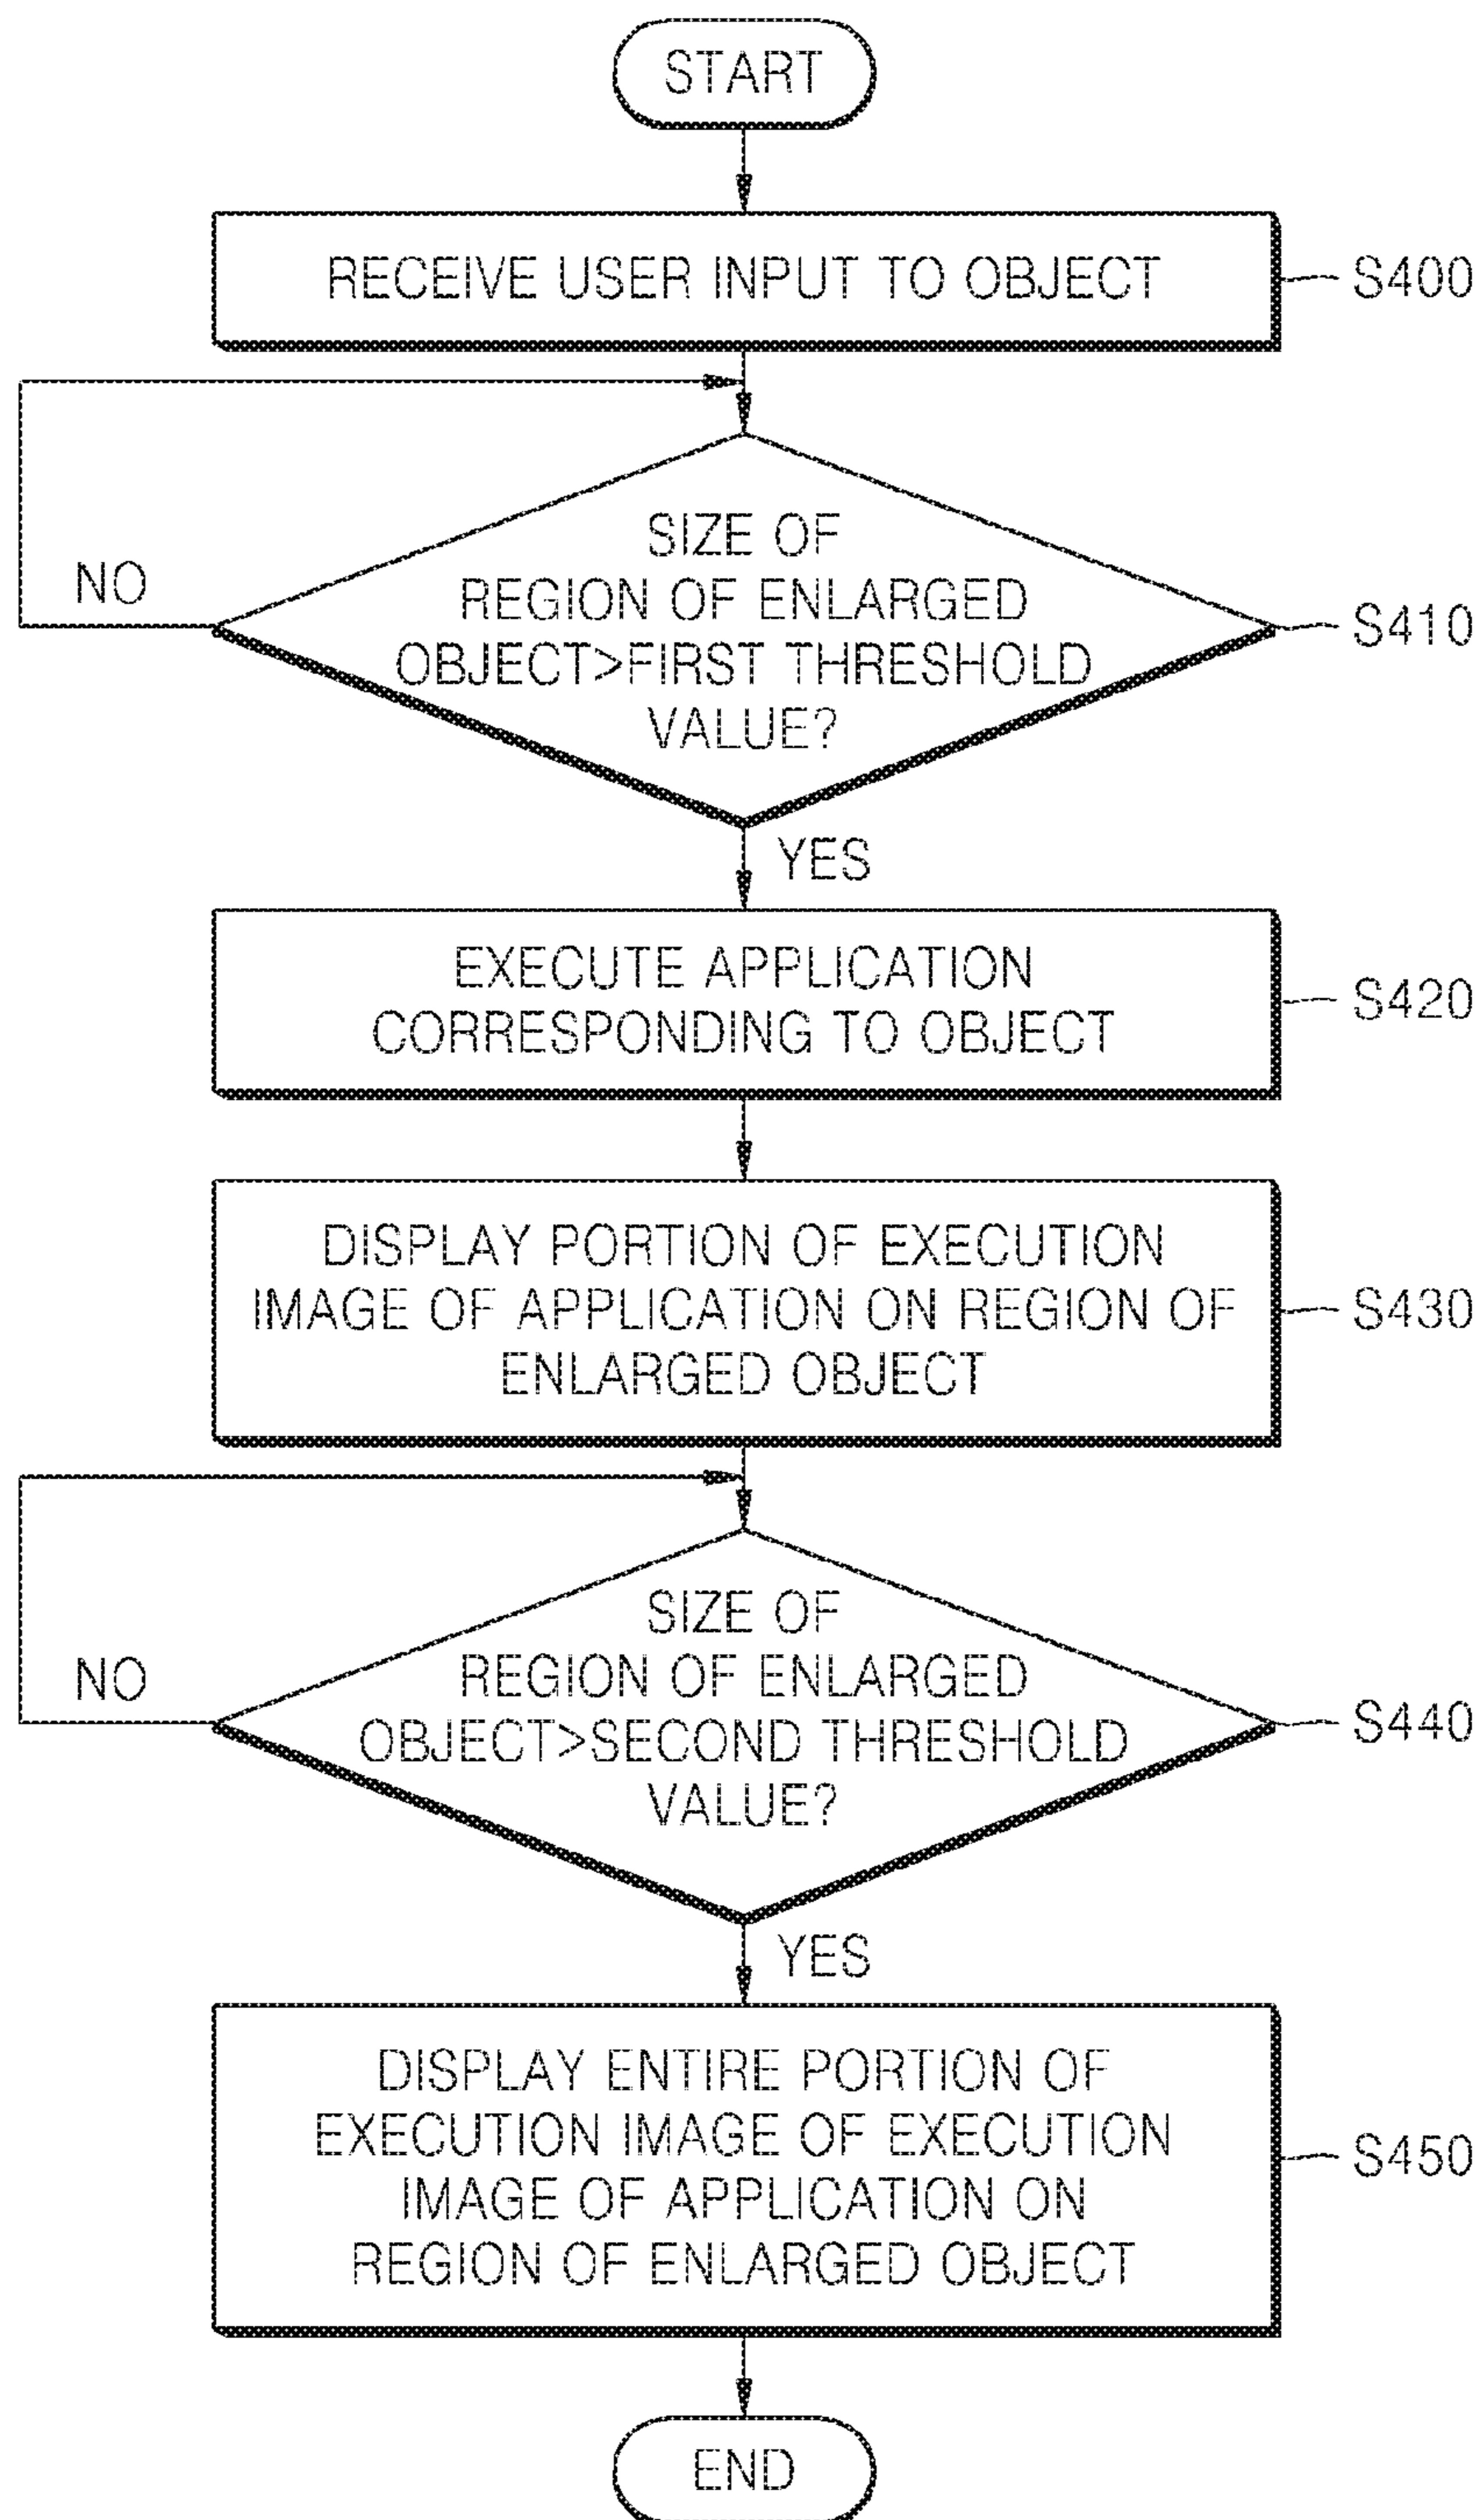 START
RECEIVE USER INPUT TO OBJECT
S400
SIZE OF
REGION OF ENLARGED
OBJECT>FIRST THRESHOLD
VALUE?
S410
NO
YES
EXECUTE APPLICATION
CORRESPONDING TO OBJECT
S420
DISPLAY PORTION OF EXECUTION
IMAGE OF APPLICATION ON REGION OF
ENLARGED OBJECT
S430
SIZE OF
REGION OF ENLARGED
OBJECT>SECOND THRESHOLD
VALUE?
S440
NO
YES
DISPLAY ENTIRE PORTION OF
EXECUTION IMAGE OF EXECUTION
IMAGE OF APPLICATION ON
REGION OF ENLARGED OBJECT
S450
END